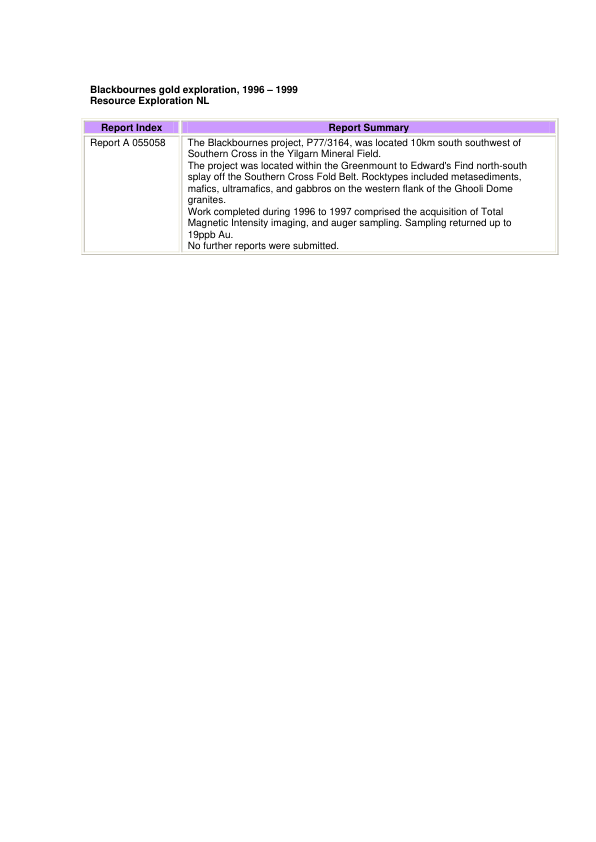 Blackbournes gold exploration, 1996 – 1999
Resource Exploration NL
Report Index
Report Summary
Report A 055058
The Blackbournes project, P77/3164, was located 10km south southwest of
Southern Cross in the Yilgarn Mineral Field.
The project was located within the Greenmount to Edward's Find north-south
splay off the Southern Cross Fold Belt. Rocktypes included metasediments,
mafics, ultramafics, and gabbros on the western flank of the Ghooli Dome
granites.
Work completed during 1996 to 1997 comprised the acquisition of Total
Magnetic Intensity imaging, and auger sampling. Sampling returned up to
19ppb Au.
No further reports were submitted.